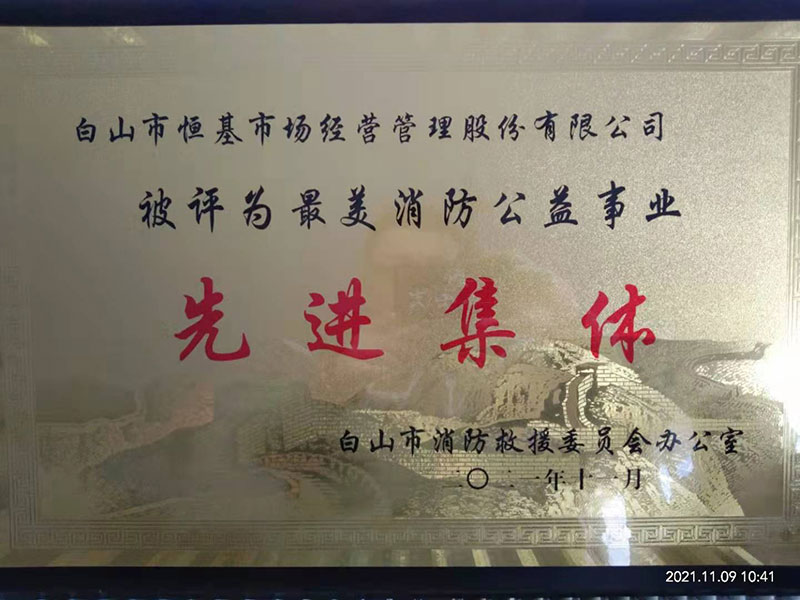 白山市恒基市场经营管理股份有限公司
被评为最美消防公益事业
先进集体
白山市消防救援委员会办公室
二〇二一年十一月
2021.11.09 10:41